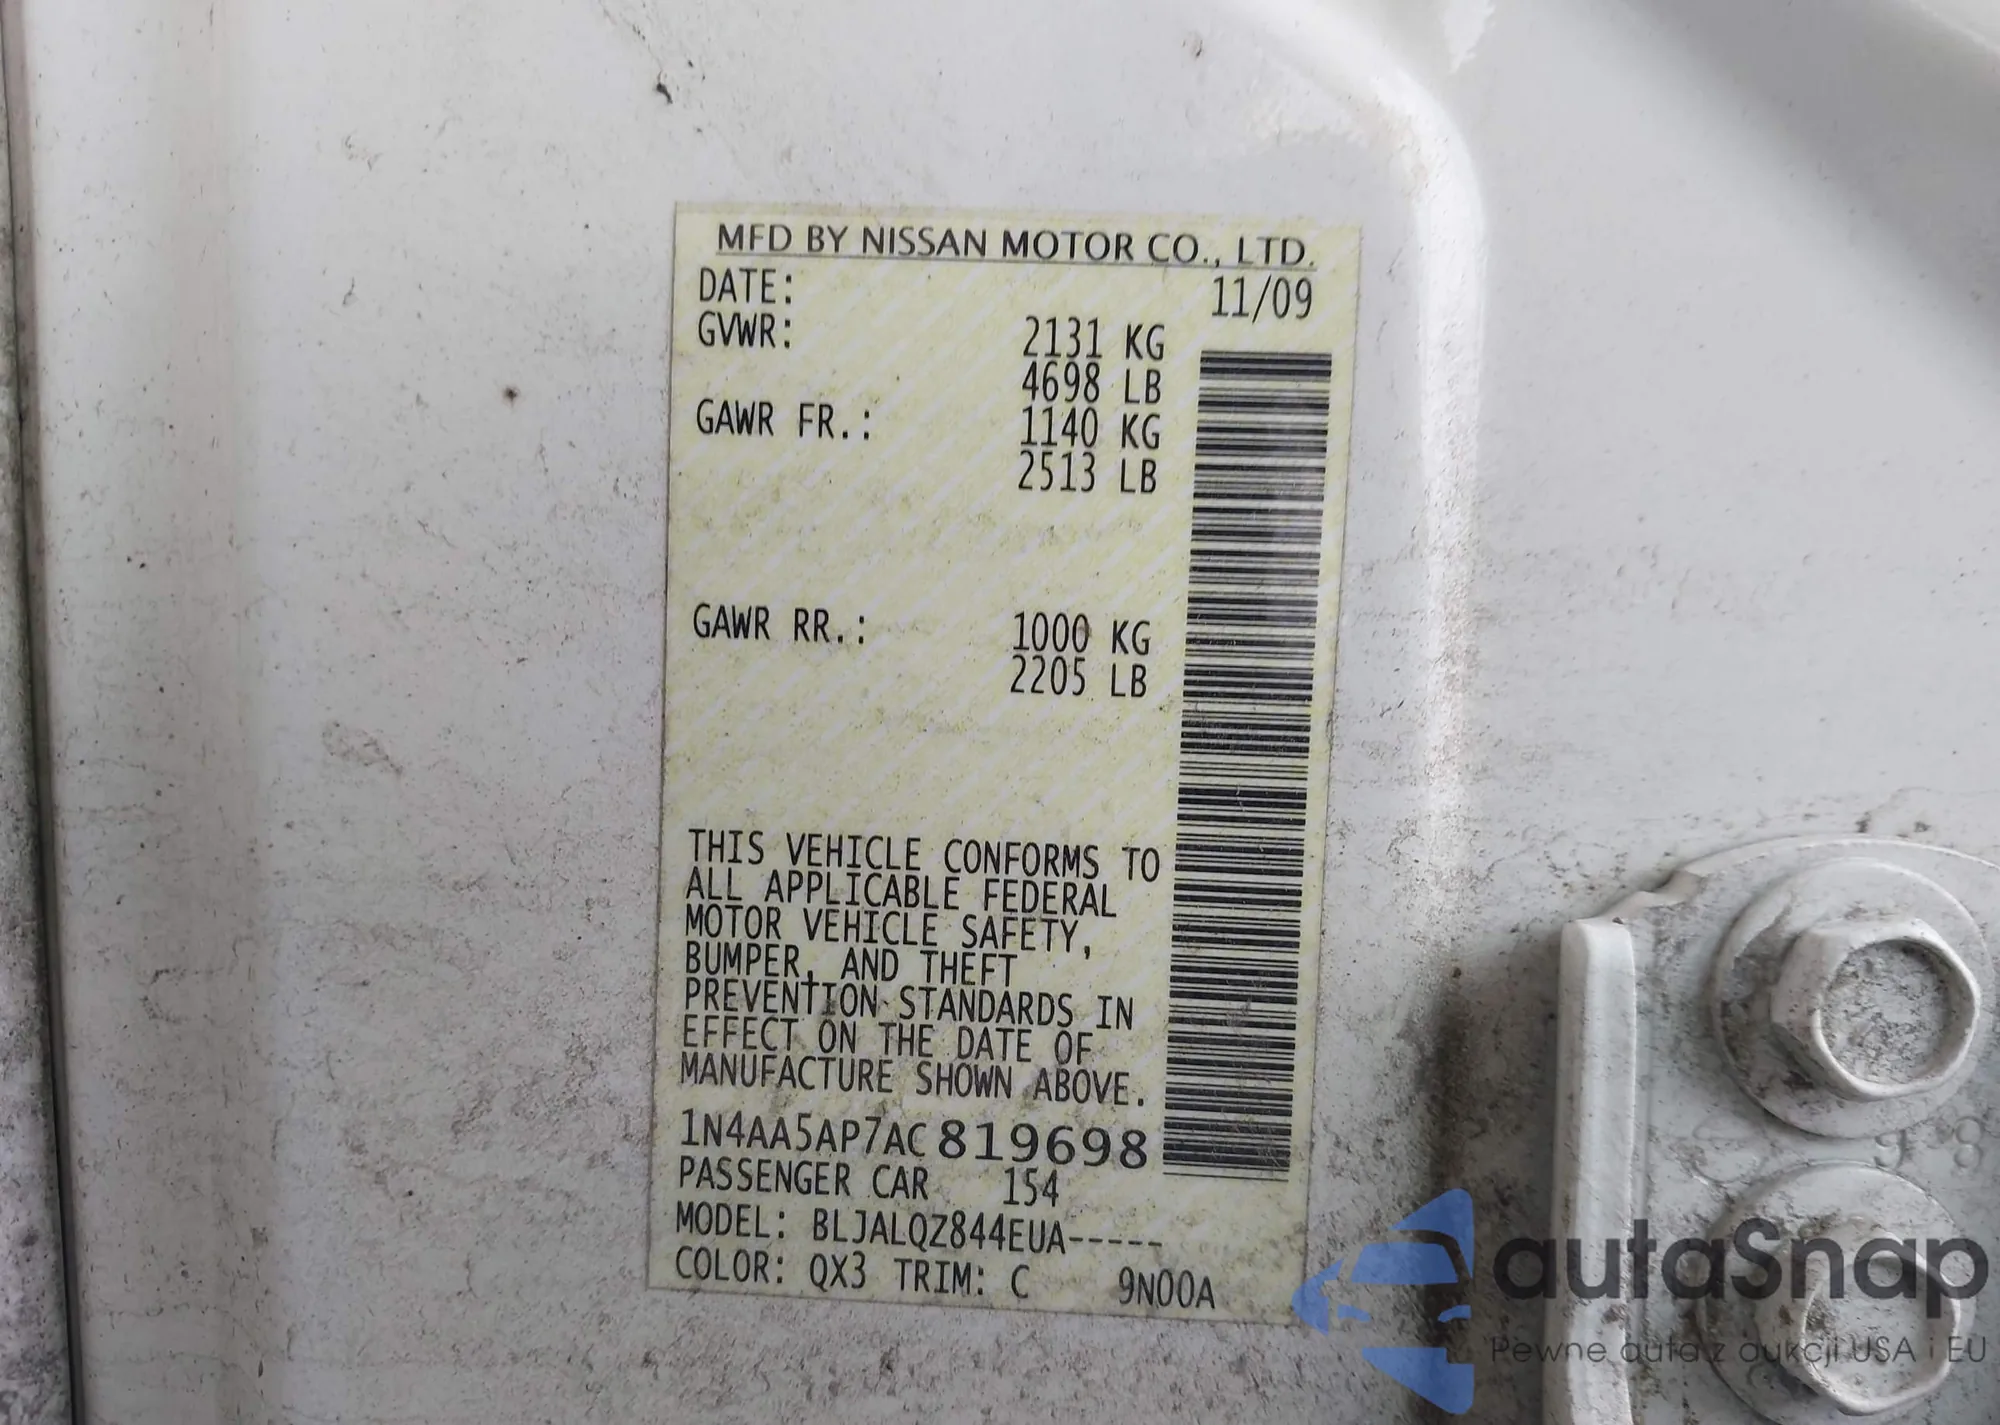 MFD BY NISSAN MOTOR CO., LTD.
DATE: 11/09
GVWR: 2131 KG
4698 LB
GAWR FR.: 1140 KG
2513 LB
GAWR RR.: 1000 KG
2205 LB
THIS VEHICLE CONFORMS TO
ALL APPLICABLE FEDERAL
MOTOR VEHICLE SAFETY,
BUMPER, AND THEFT
PREVENTION STANDARDS IN
EFFECT ON THE DATE OF
MANUFACTURE SHOWN ABOVE.
1N4AA5AP7AC819698
PASSENGER CAR 154
MODEL: BLJALQZ844EUA-----
COLOR: QX3 TRIM: C 9N00A
autaSnap
Pewne auta z aukcji USA i EU